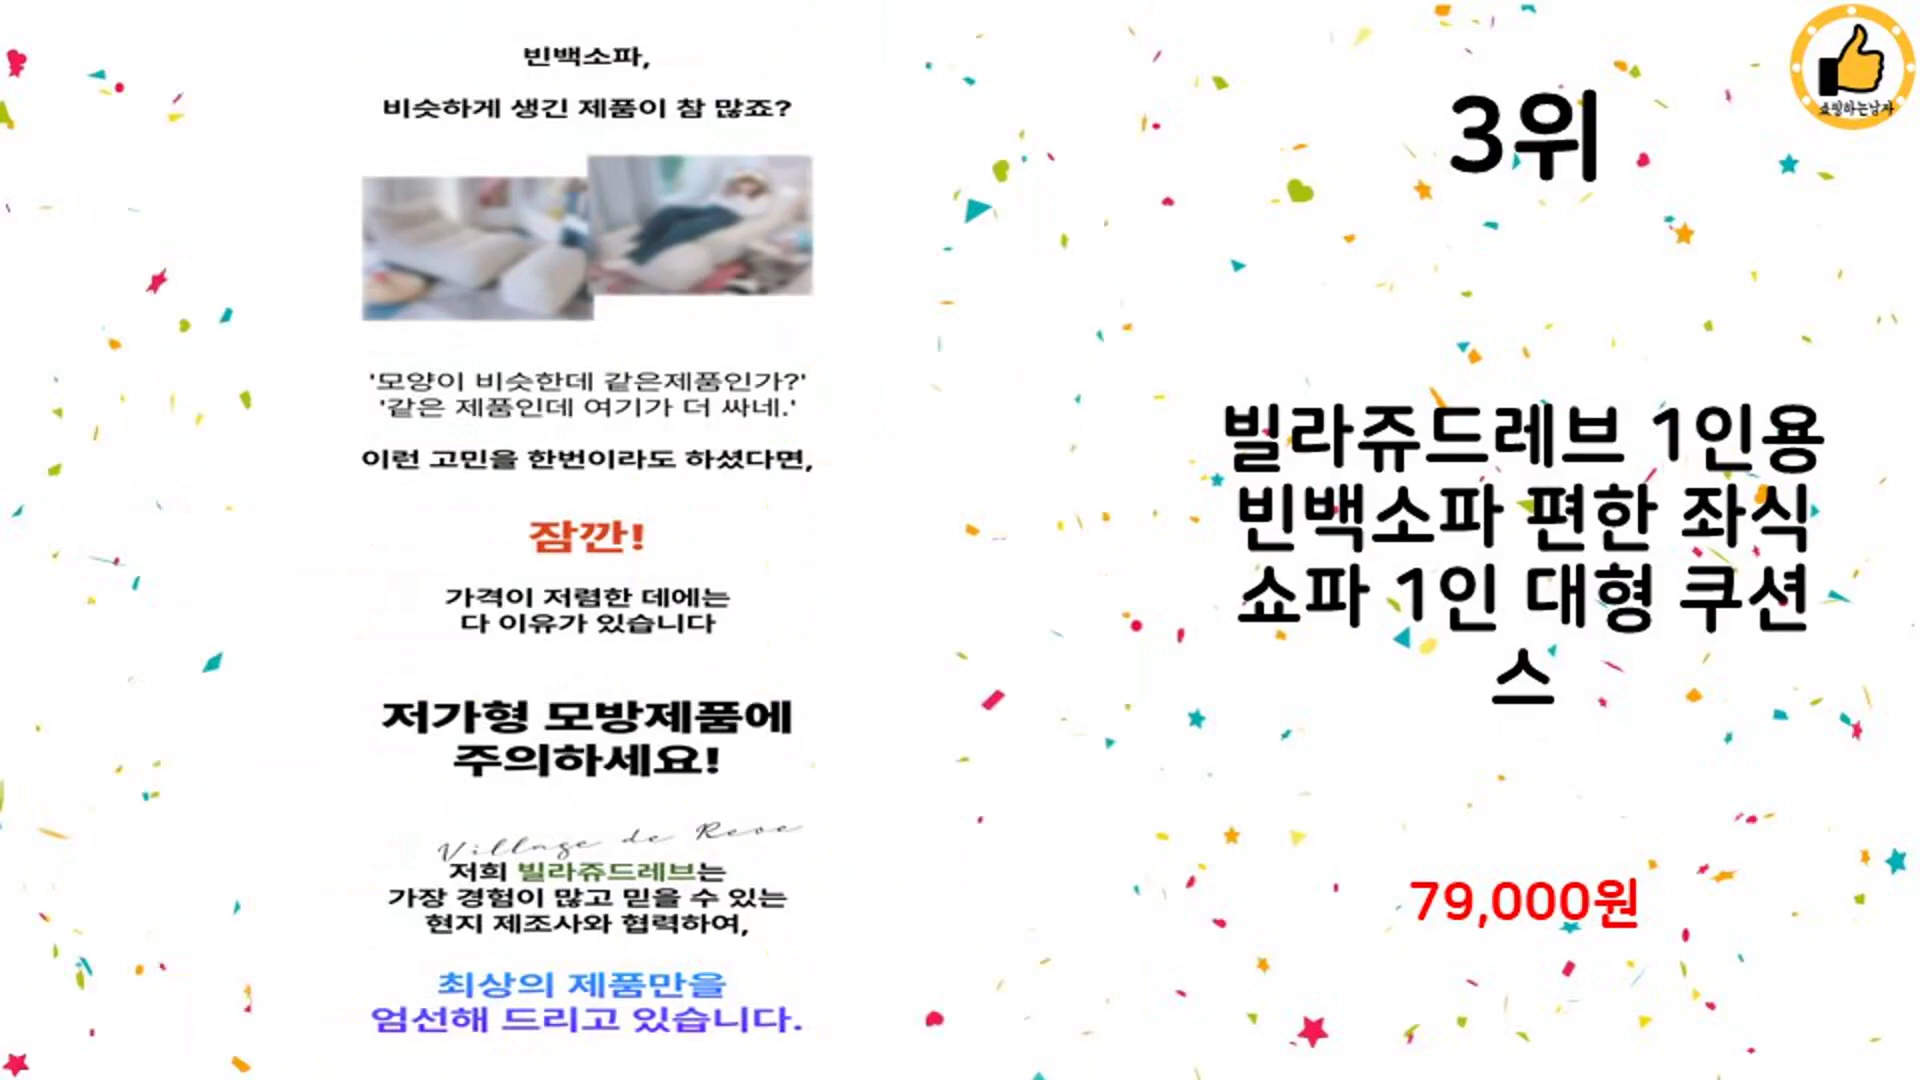 빈백소파,
비슷하게 생긴 제품이 참 많죠?
'모양이 비슷한데 같은제품인가?'
'같은 제품인데 여기가 더 싸네.'
이런 고민을 한번이라도 하셨다면,
잠깐!
가격이 저렴한 데에는
다 이유가 있습니다
저가형 모방제품에
주의하세요!
Village de Reve
저희 빌라쥬드레브는
가장 경험이 많고 믿을 수 있는
현지 제조사와 협력하여,
최상의 제품만을
엄선해 드리고 있습니다.
쇼핑하는남자
3위
빌라쥬드레브 1인용
빈백소파 편한 좌식
쇼파 1인 대형 쿠션
스
79,000원